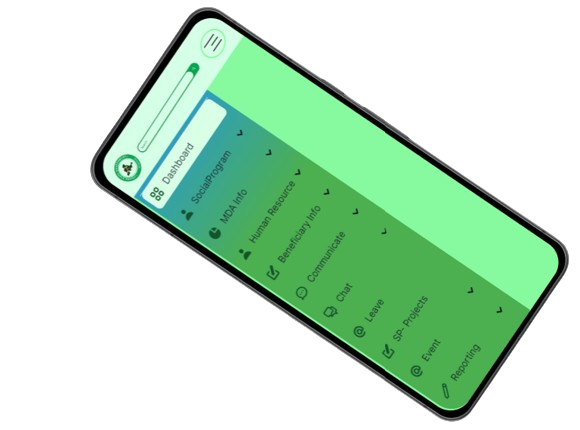 Dashboard
SocialProgram
MDA Info
Human Resource
Beneficiary Info
Communicate
Chat
Leave
SP- Projects
Event
Reporting